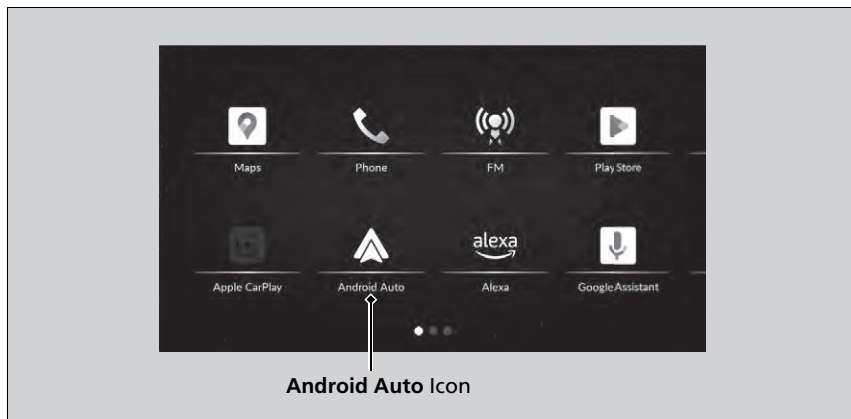 Maps Phone FM Play Store
alexa
Apple CarPlay Android Auto Alexa Google Assistant
Android Auto Icon